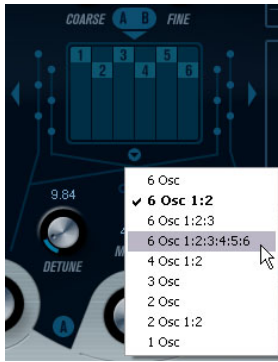 COARSE A B FINE
1 3 5
2 4 6
9.84
DETUNE
A
6 Osc
✓ 6 Osc 1:2
6 Osc 1:2:3
6 Osc 1:2:3:4:5:6
4 Osc 1:2
3 Osc
2 Osc
2 Osc 1:2
1 Osc